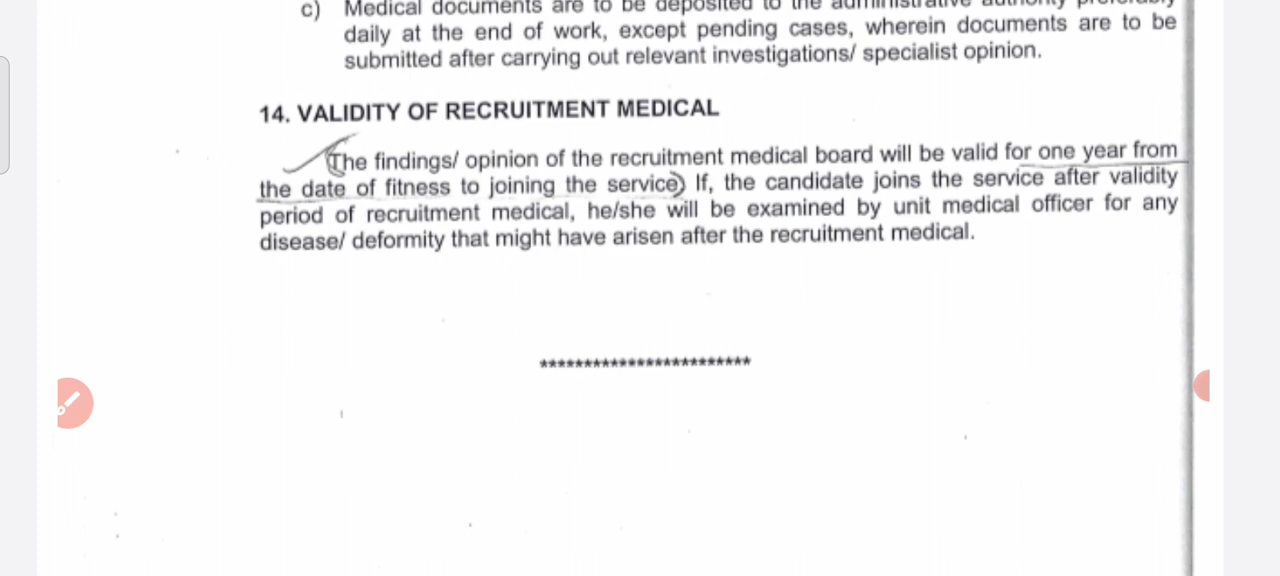 c) Medical documents are to be deposited to the administrative authority preferably
daily at the end of work, except pending cases, wherein documents are to be
submitted after carrying out relevant investigations/ specialist opinion.
14. VALIDITY OF RECRUITMENT MEDICAL
The findings/ opinion of the recruitment medical board will be valid for one year from
the date of fitness to joining the service) If, the candidate joins the service after validity
period of recruitment medical, he/she will be examined by unit medical officer for any
disease/ deformity that might have arisen after the recruitment medical.
************************